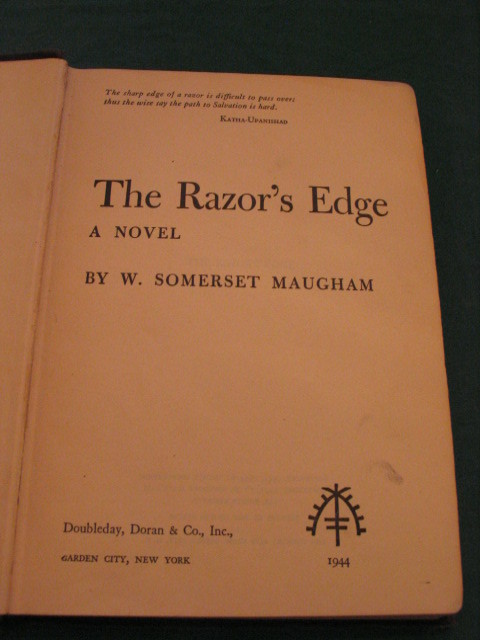 The sharp edge of a razor is difficult to pass over;
thus the wise say the path to Salvation is hard.
KATHA-UPANISHAD
The Razor's Edge
A NOVEL
BY W. SOMERSET MAUGHAM
Doubleday, Doran & Co., Inc.,
GARDEN CITY, NEW YORK
1944